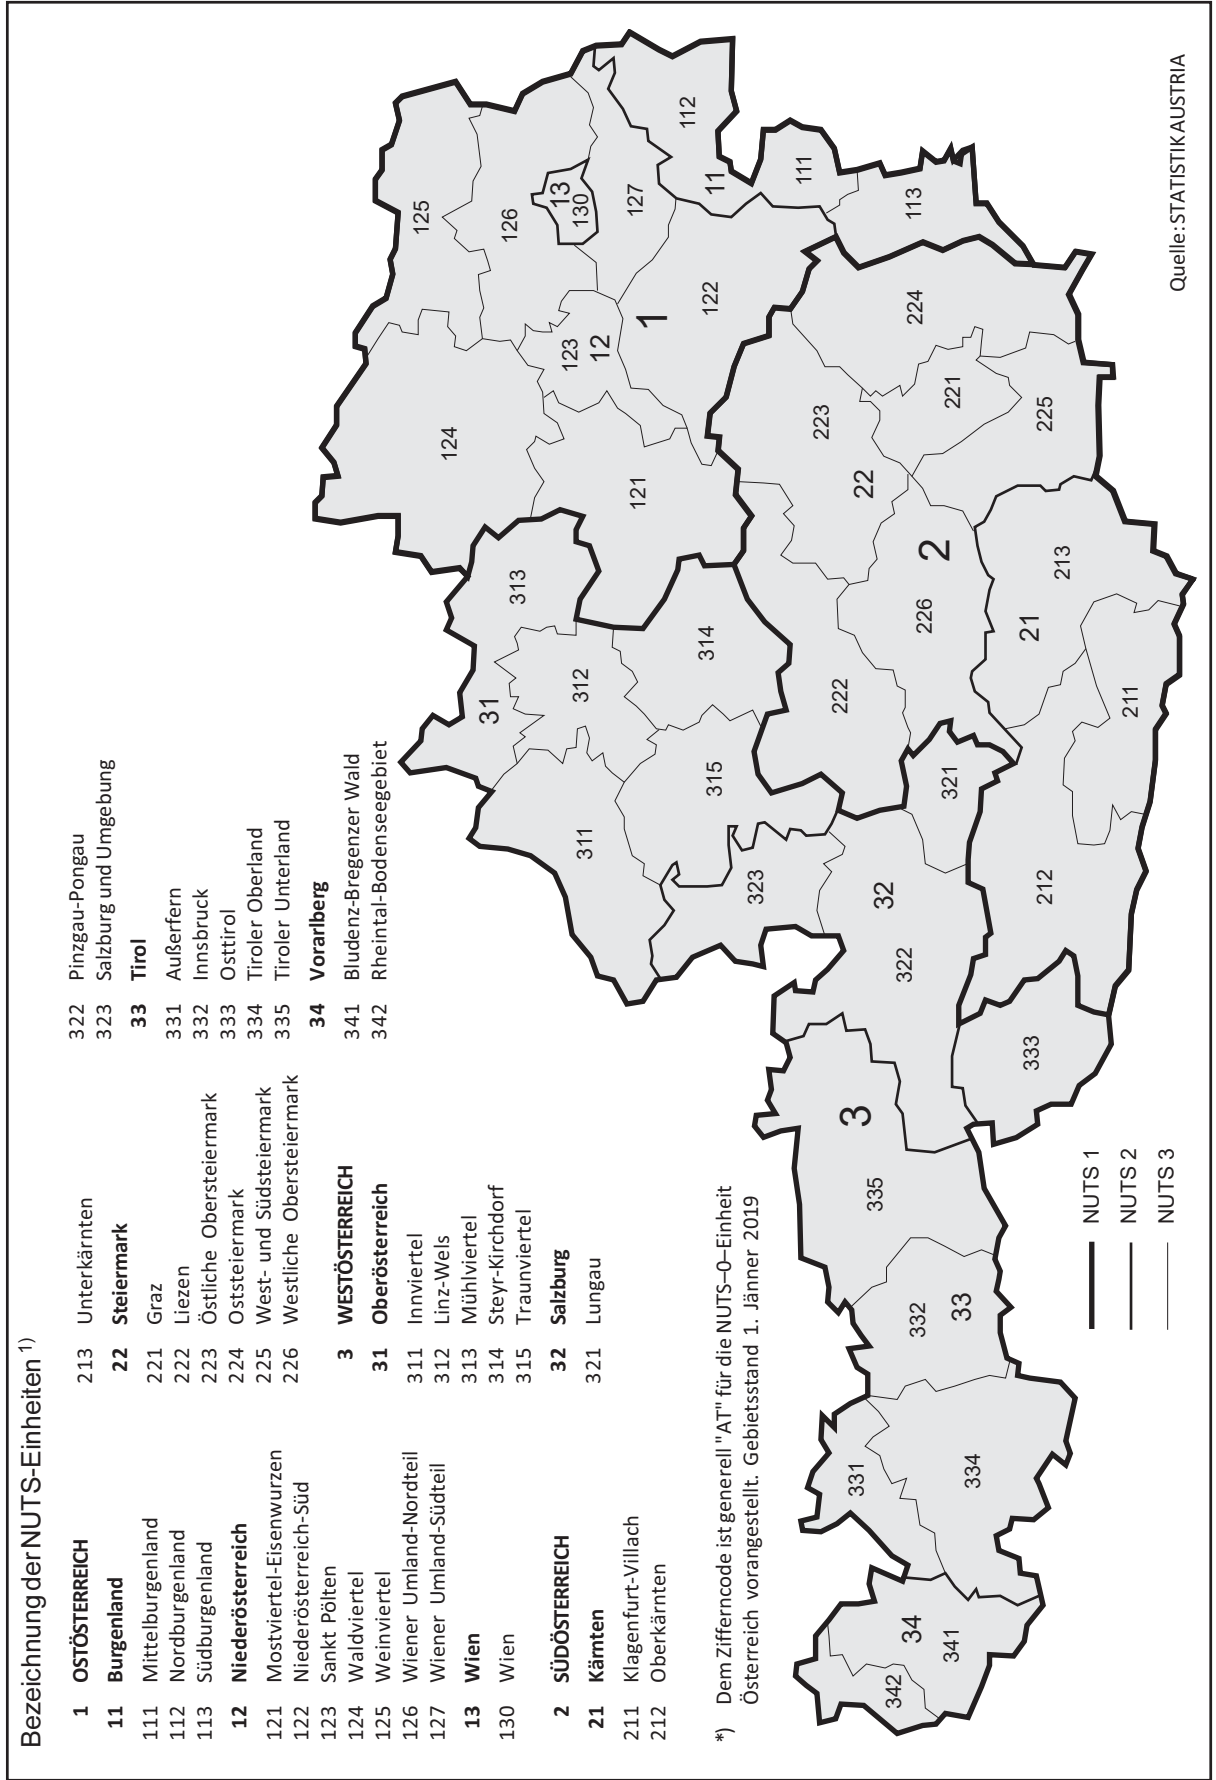 Bezeichnung der NUTS-Einheiten 1)
1 OSTÖSTERREICH
11 Burgenland
111 Mittelburgenland
112 Nordburgenland
113 Südburgenland
12 Niederösterreich
121 Mostviertel-Eisenwurzen
122 Niederösterreich-Süd
123 Sankt Pölten
124 Waldviertel
125 Weinviertel
126 Wiener Umland-Nordteil
127 Wiener Umland-Südteil
13 Wien
130 Wien
2 SÜDÖSTERREICH
21 Kärnten
211 Klagenfurt-Villach
212 Oberkärnten
213 Unterkärnten
22 Steiermark
221 Graz
222 Liezen
223 Östliche Obersteiermark
224 Oststeiermark
225 West- und Südsteiermark
226 Westliche Obersteiermark
3 WESTÖSTERREICH
31 Oberösterreich
311 Innviertel
312 Linz-Wels
313 Mühlviertel
314 Steyr-Kirchdorf
315 Traunviertel
32 Salzburg
321 Lungau
322 Pinzgau-Pongau
323 Salzburg und Umgebung
33 Tirol
331 Außerfern
332 Innsbruck
333 Osttirol
334 Tiroler Oberland
335 Tiroler Unterland
34 Vorarlberg
341 Bludenz-Bregenzer Wald
342 Rheintal-Bodenseegebiet
*) Dem Zifferncode ist generell "AT" für die NUTS–0–Einheit
Österreich vorangestellt. Gebietsstand 1. Jänner 2019
124
125
126
13
130
127
112
11
111
113
123
12
1
122
121
313
31
312
311
314
315
323
223
22
224
221
225
2
226
222
21
213
211
212
321
32
322
333
3
335
332
33
331
334
34
341
342
NUTS 1
NUTS 2
NUTS 3
Quelle: STATISTIK AUSTRIA